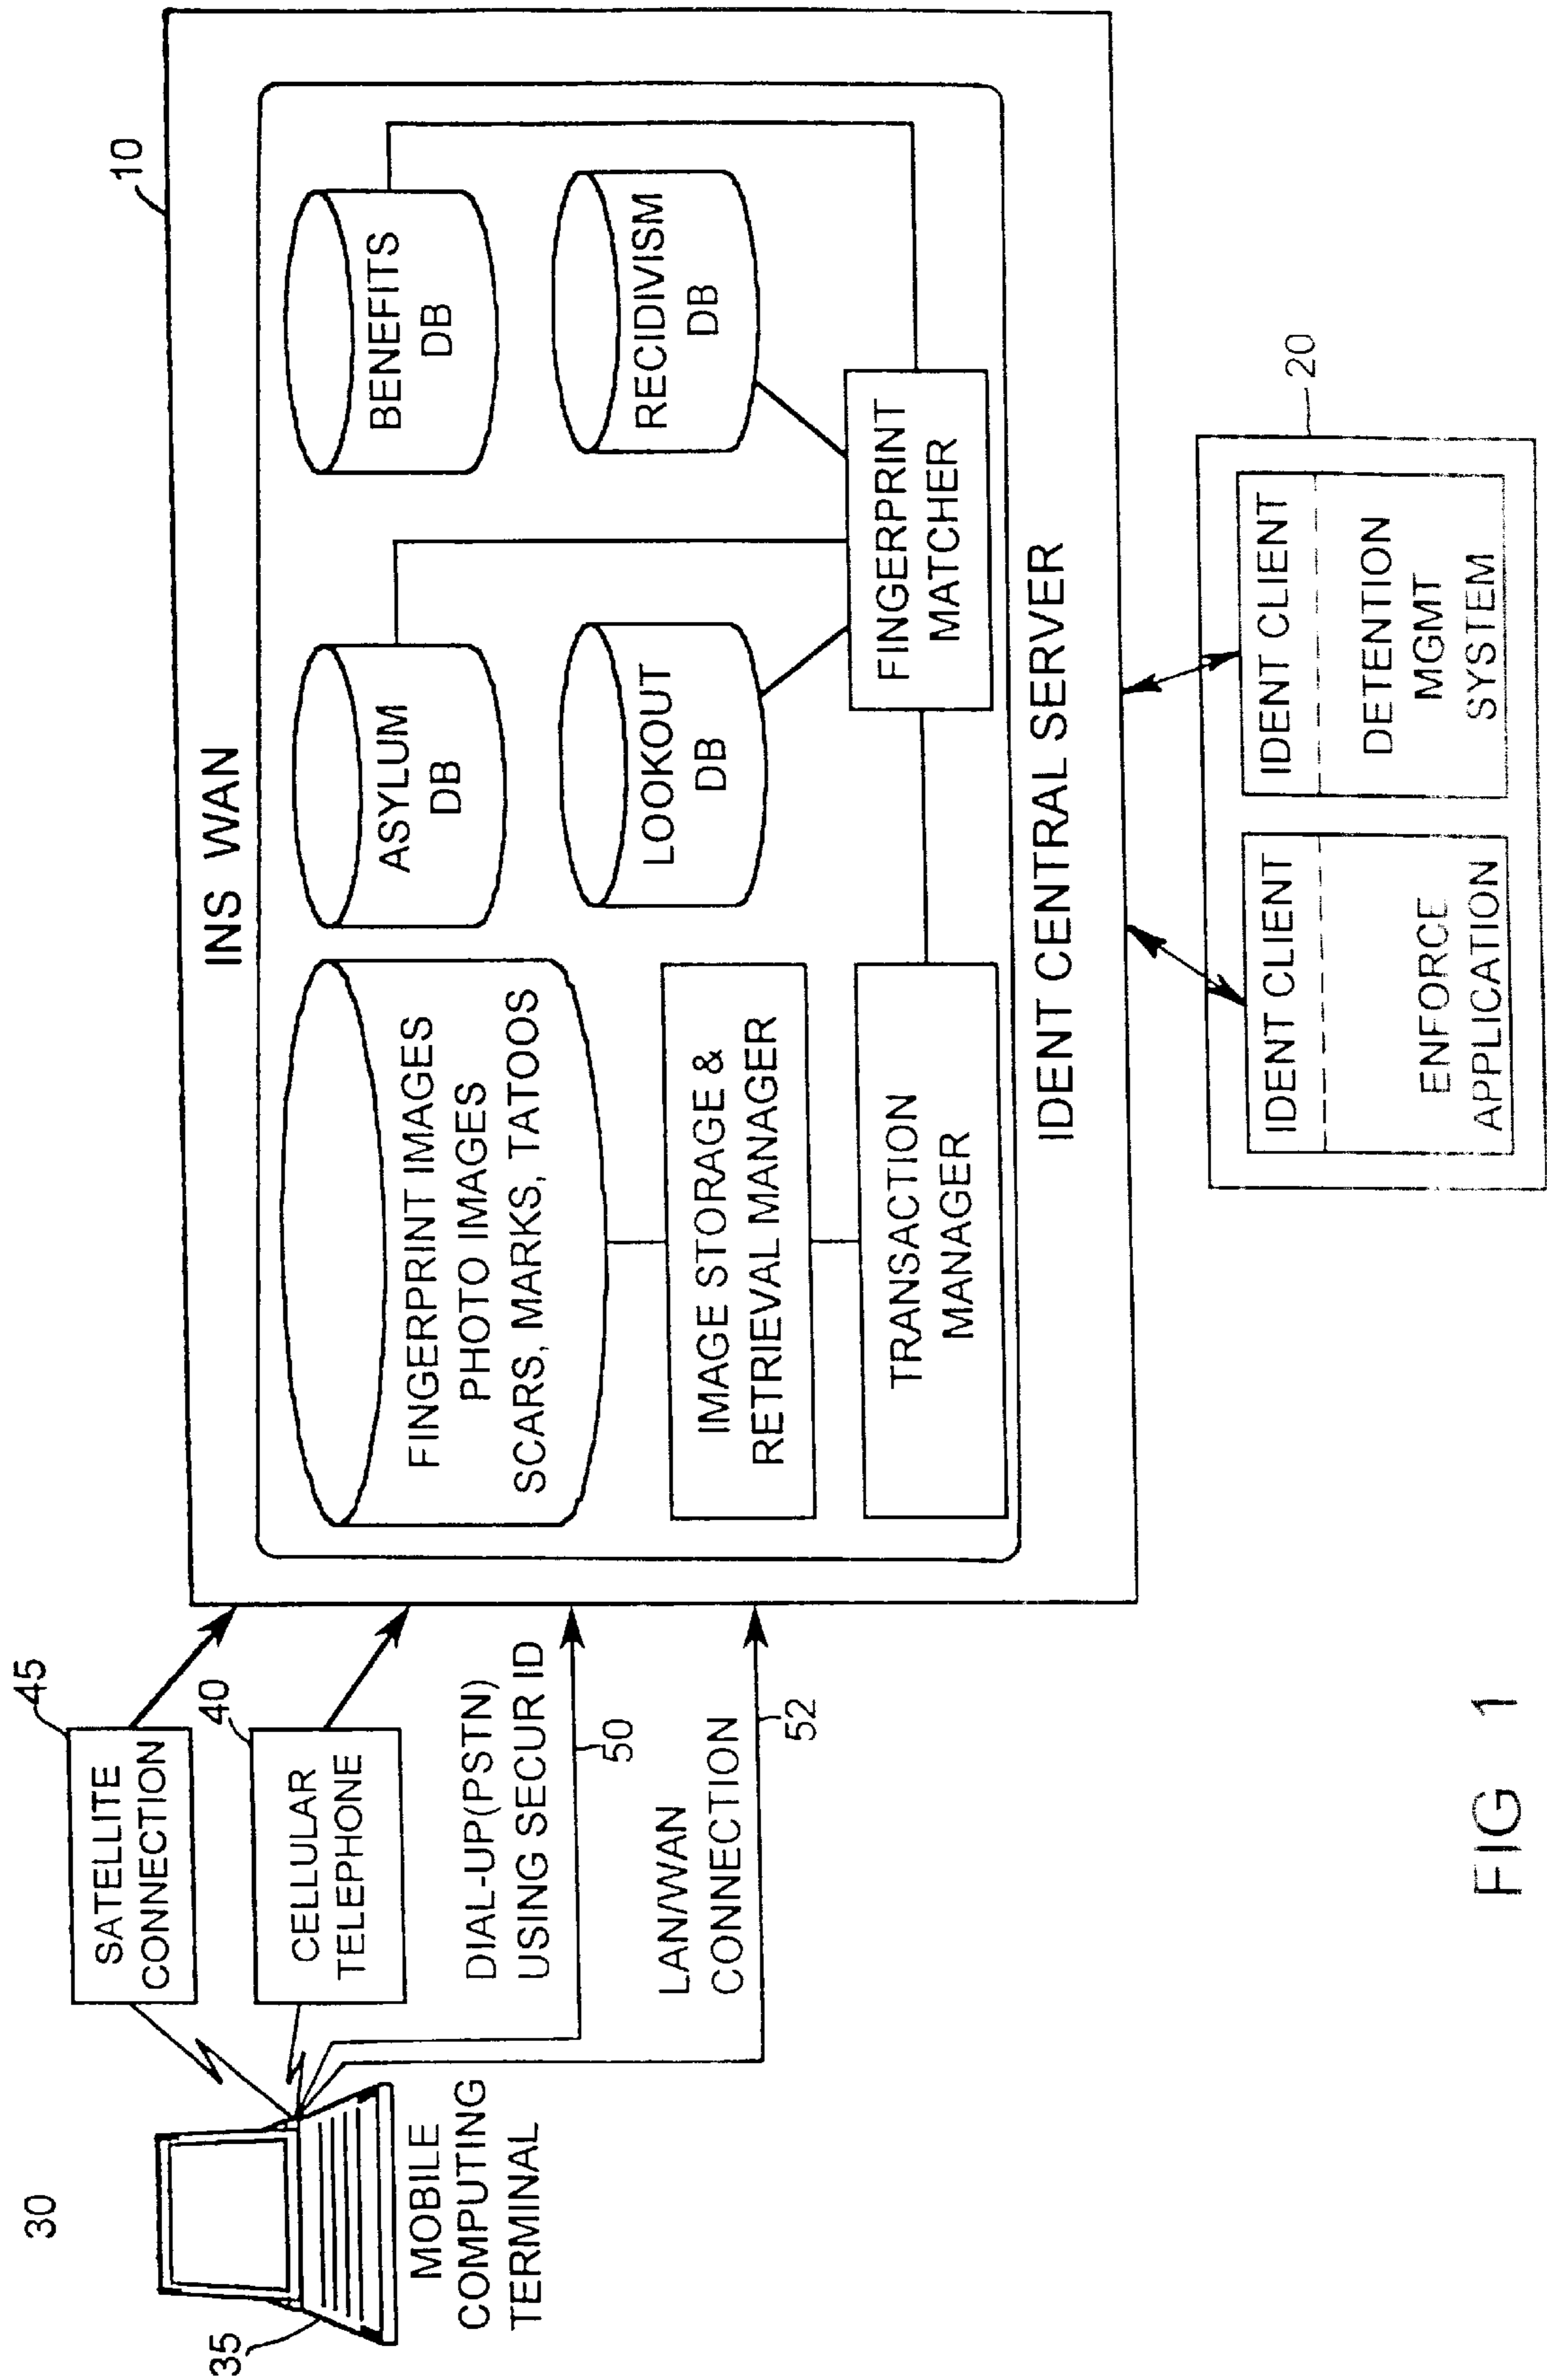 30
35
MOBILE
COMPUTING
TERMINAL
45
SATELLITE
CONNECTION
40
CELLULAR
TELEPHONE
DIAL-UP(PSTN)
USING SECUR ID
50
LAN/WAN
CONNECTION
52
10
INS WAN
FINGERPRINT IMAGES
PHOTO IMAGES
SCARS, MARKS, TATOOS
IMAGE STORAGE &
RETRIEVAL MANAGER
TRANSACTION
MANAGER
ASYLUM
DB
BENEFITS
DB
LOOKOUT
DB
RECIDIVISM
DB
FINGERPRINT
MATCHER
IDENT CENTRAL SERVER
20
IDENT CLIENT
ENFORCE
APPLICATION
IDENT CLIENT
DETENTION
MGMT
SYSTEM
FIG 1